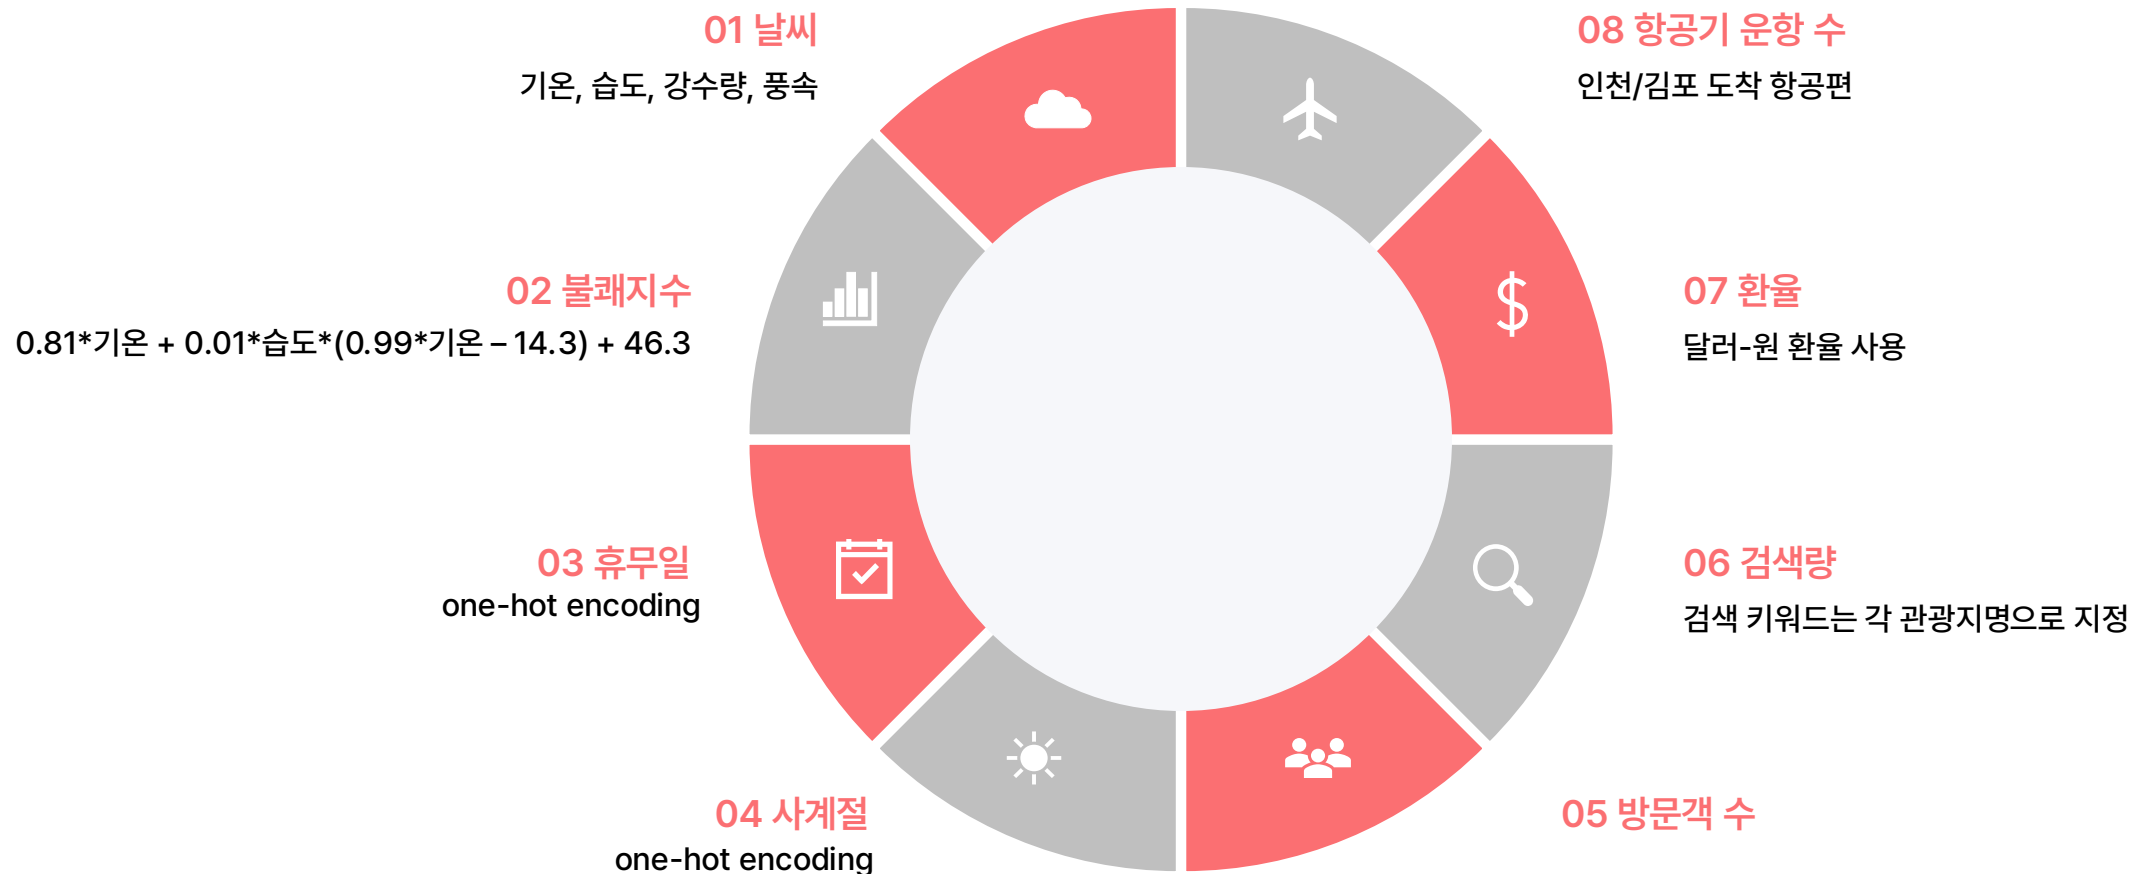 01 날씨
기온, 습도, 강수량, 풍속
02 불쾌지수
0.81*기온 + 0.01*습도*(0.99*기온 – 14.3) + 46.3
03 휴무일
one-hot encoding
04 사계절
one-hot encoding
05 방문객 수
06 검색량
검색 키워드는 각 관광지명으로 지정
07 환율
달러-원 환율 사용
08 항공기 운항 수
인천/김포 도착 항공편